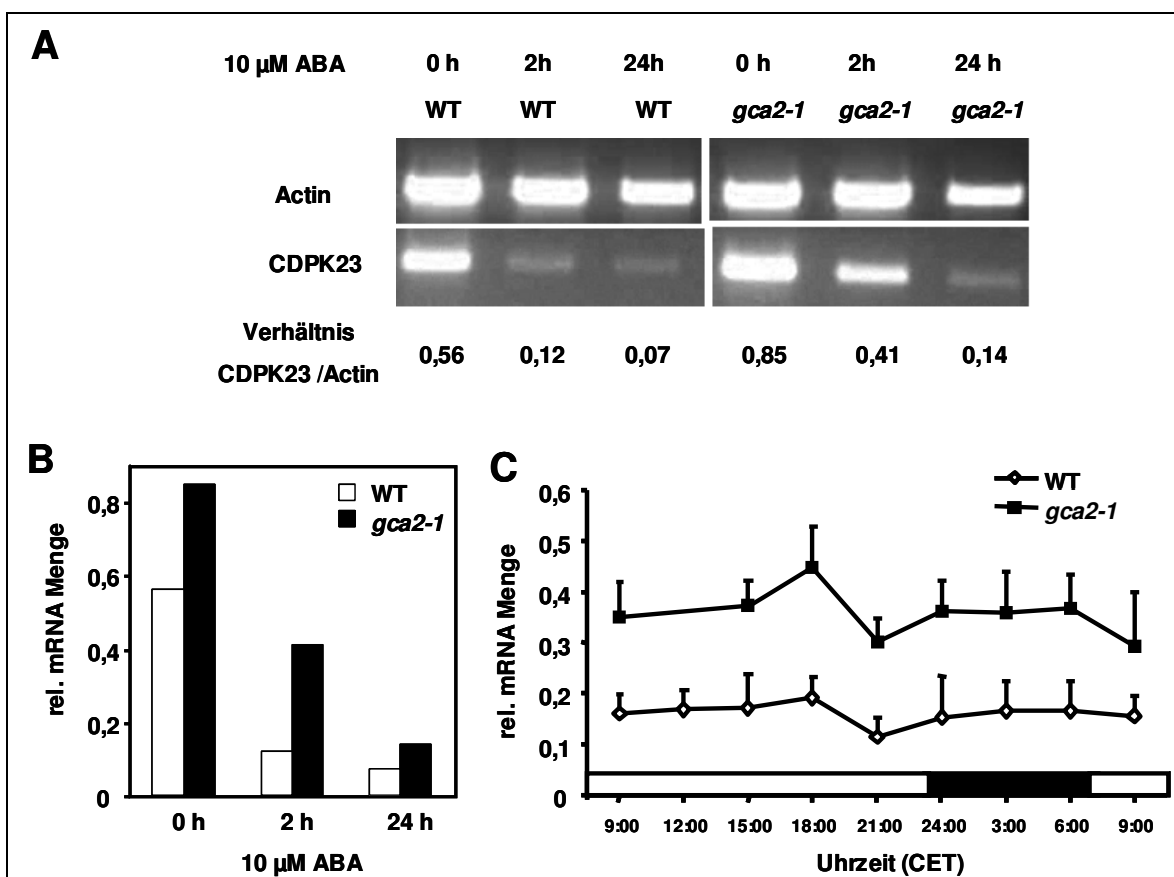 A
10 µM ABA 0 h 2h 24h 0 h 2h 24 h
WT WT WT gca2-1 gca2-1 gca2-1
Actin
CDPK23
Verhältnis
CDPK23 /Actin 0,56 0,12 0,07 0,85 0,41 0,14
B
rel. mRNA Menge
0,8
0,6
0,4
0,2
0
WT
gca2-1
0 h 2 h 24 h
10 µM ABA
C
rel. mRNA Menge
0,6
0,5
0,4
0,3
0,2
0,1
0
WT
gca2-1
9:00 12:00 15:00 18:00 21:00 24:00 3:00 6:00 9:00
Uhrzeit (CET)